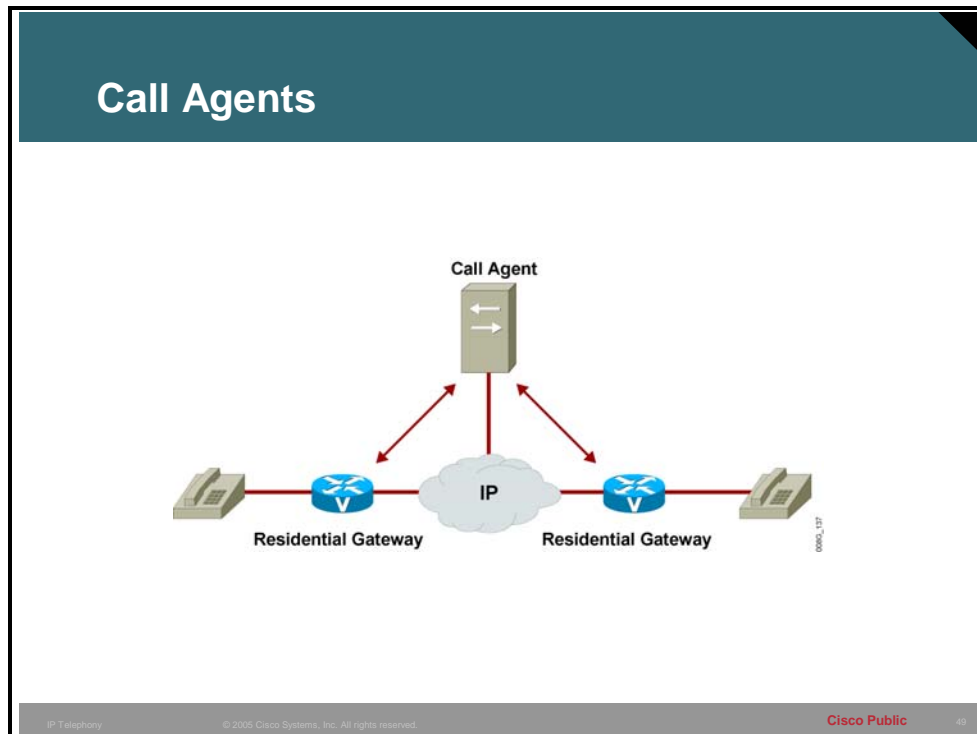 Call Agents
Call Agent
IP
V
V
Residential Gateway
Residential Gateway
008G_137
IP Telephony
© 2005 Cisco Systems, Inc. All rights reserved.
Cisco Public
49